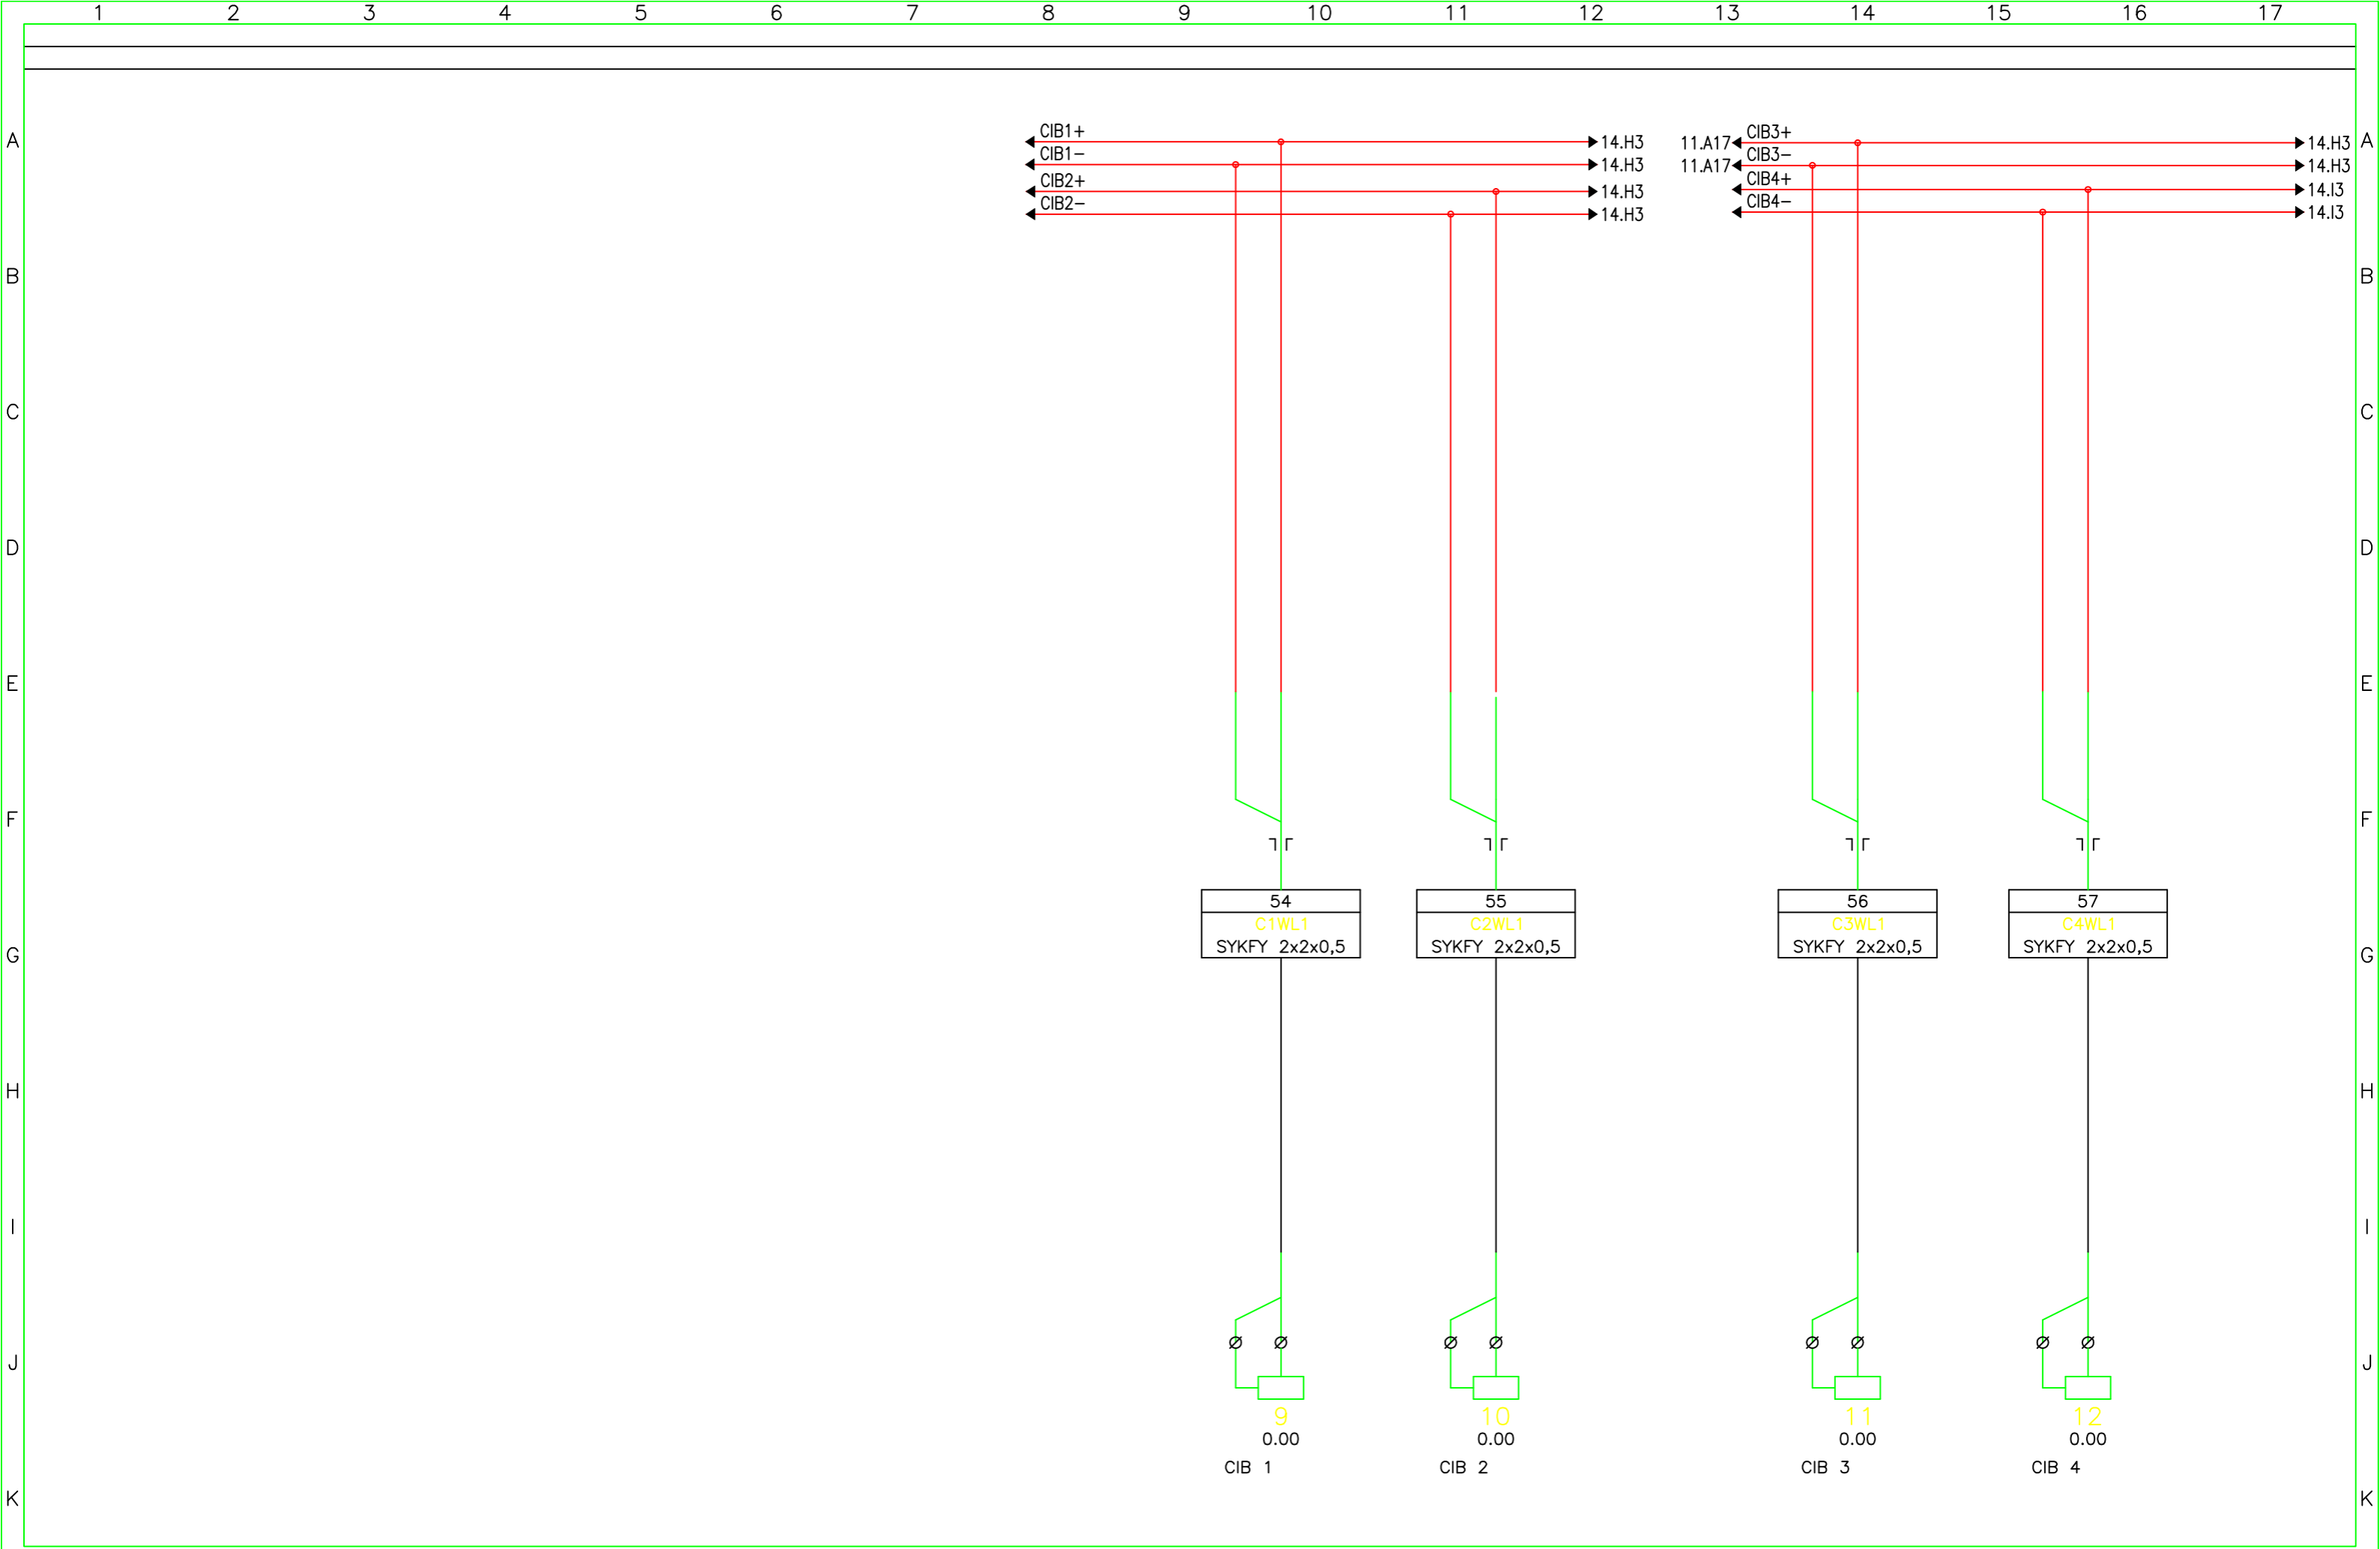 1 2 3 4 5 6 7 8 9 10 11 12 13 14 15 16 17
A A
CIB1+ 14.H3
CIB1- 14.H3
CIB2+ 14.H3
CIB2- 14.H3
11.A17 CIB3+ 14.H3
11.A17 CIB3- 14.H3
CIB4+ 14.I3
CIB4- 14.I3
B B
C C
D D
E E
F F
54 55 56 57
C1WL1 C2WL1 C3WL1 C4WL1
SYKFY 2x2x0,5 SYKFY 2x2x0,5 SYKFY 2x2x0,5 SYKFY 2x2x0,5
G G
H H
I I
J J
9 10 11 12
0.00 0.00 0.00 0.00
CIB 1 CIB 2 CIB 3 CIB 4
K K